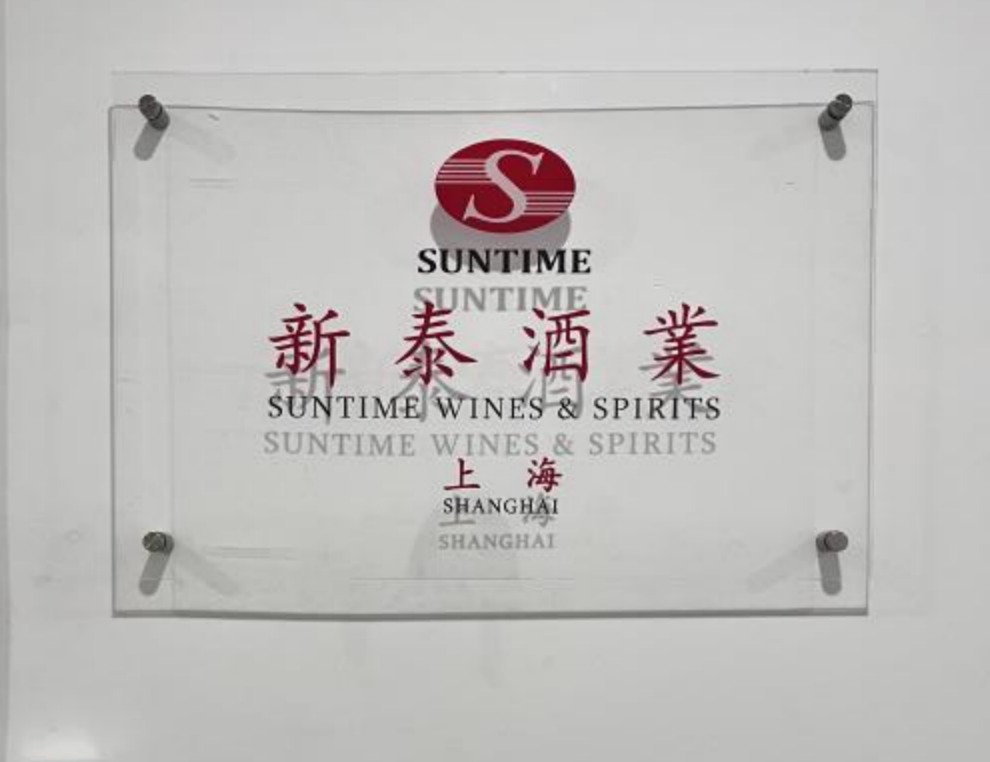 S
SUNTIME
新泰酒業
SUNTIME WINES & SPIRITS
上海
SHANGHAI